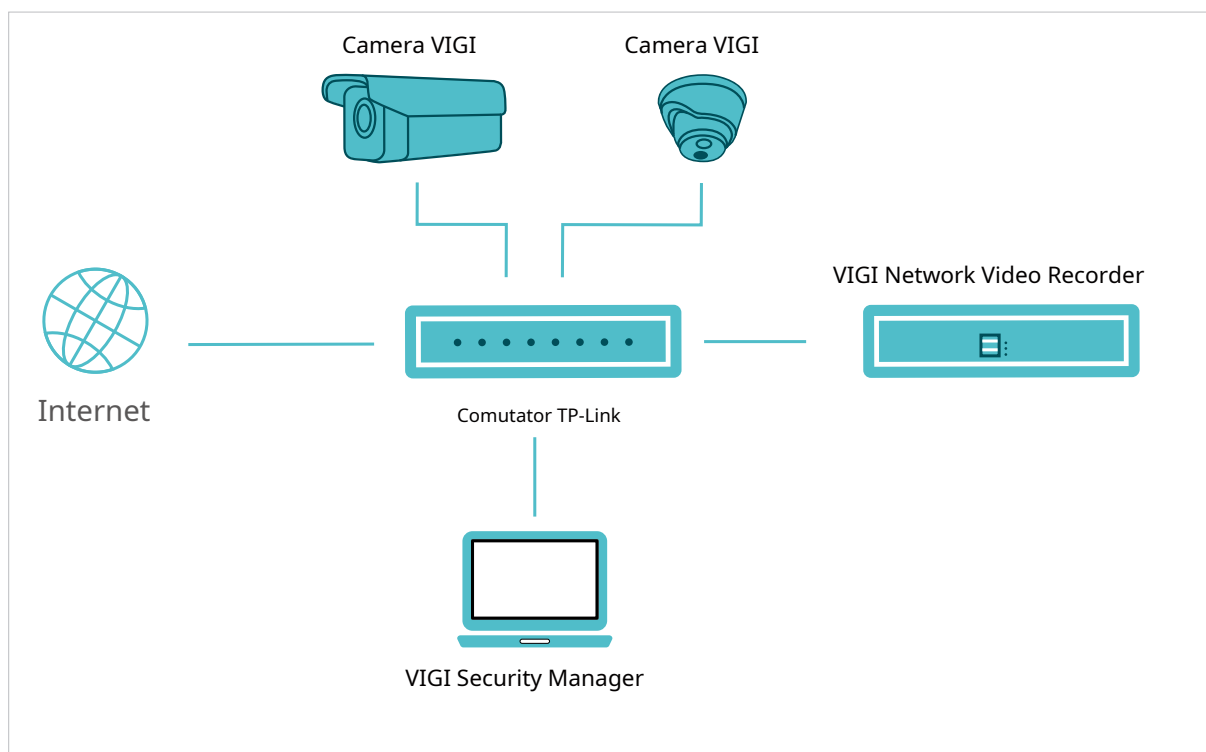 Camera VIGI
Camera VIGI
VIGI Network Video Recorder
Internet
Comutator TP-Link
VIGI Security Manager